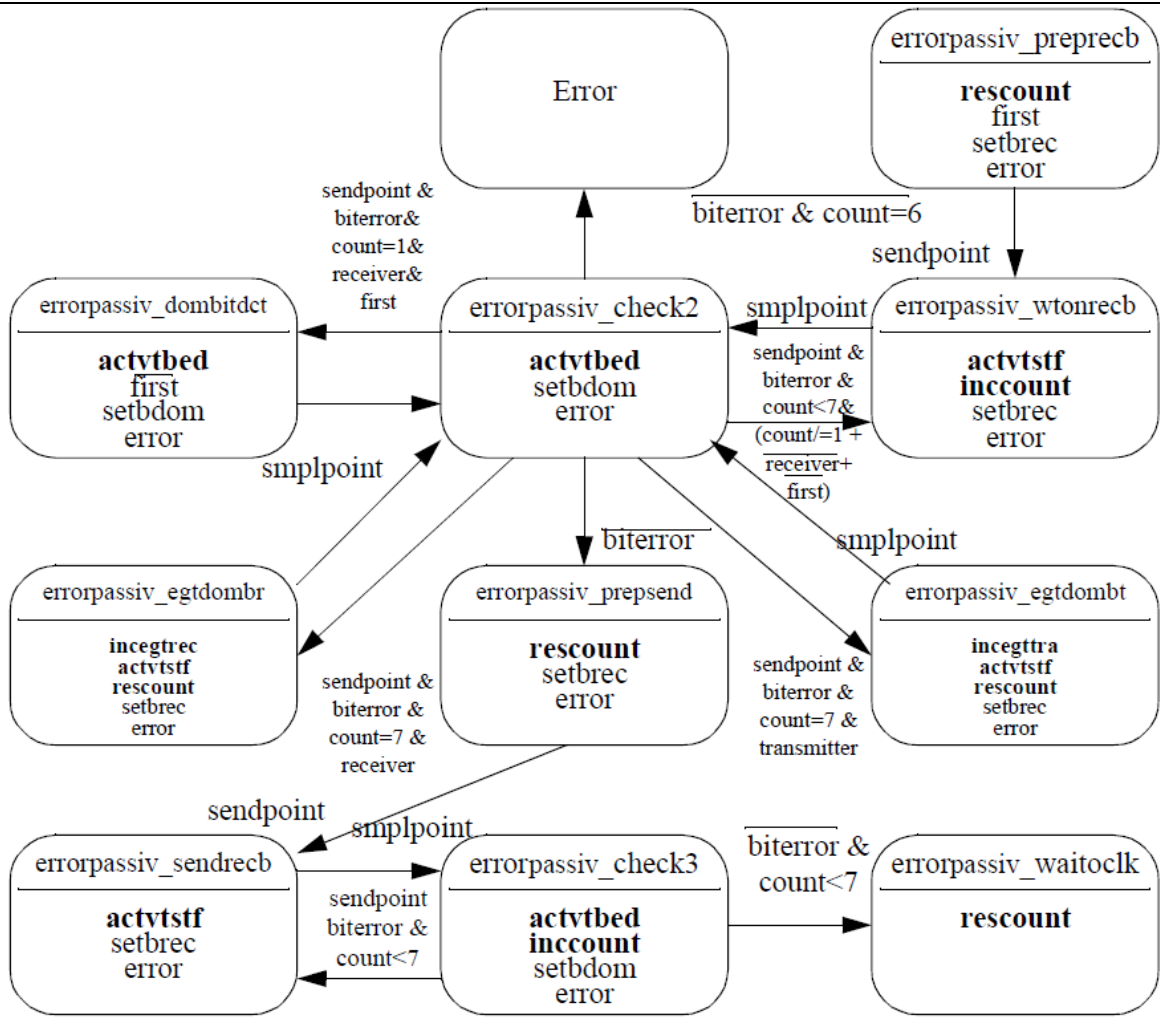 Error
errorpassiv_preprecb
rescount
first
setbrec
error
sendpoint &
biterror&
count=1&
receiver&
first
biterror & count=6
sendpoint
errorpassiv_dombitdct
actvtbed
first
setbdom
error
errorpassiv_check2
actvtbed
setbdom
error
smplpoint
sendpoint &
biterror &
count<7&
(count/=1 +
receiver+
first)
errorpassiv_wtonrecb
actvtstf
inccount
setbrec
error
smplpoint
biterror
smplpoint
errorpassiv_egtdombr
incegtrec
actvtstf
rescount
setbrec
error
sendpoint &
biterror &
count=7 &
receiver
errorpassiv_prepsend
rescount
setbrec
error
sendpoint &
biterror &
count=7 &
transmitter
errorpassiv_egtdombt
incegttra
actvtstf
rescount
setbrec
error
sendpoint
smplpoint
errorpassiv_sendrecb
actvtstf
setbrec
error
sendpoint
biterror &
count<7
errorpassiv_check3
actvtbed
inccount
setbdom
error
biterror &
count<7
errorpassiv_waitoclk
rescount